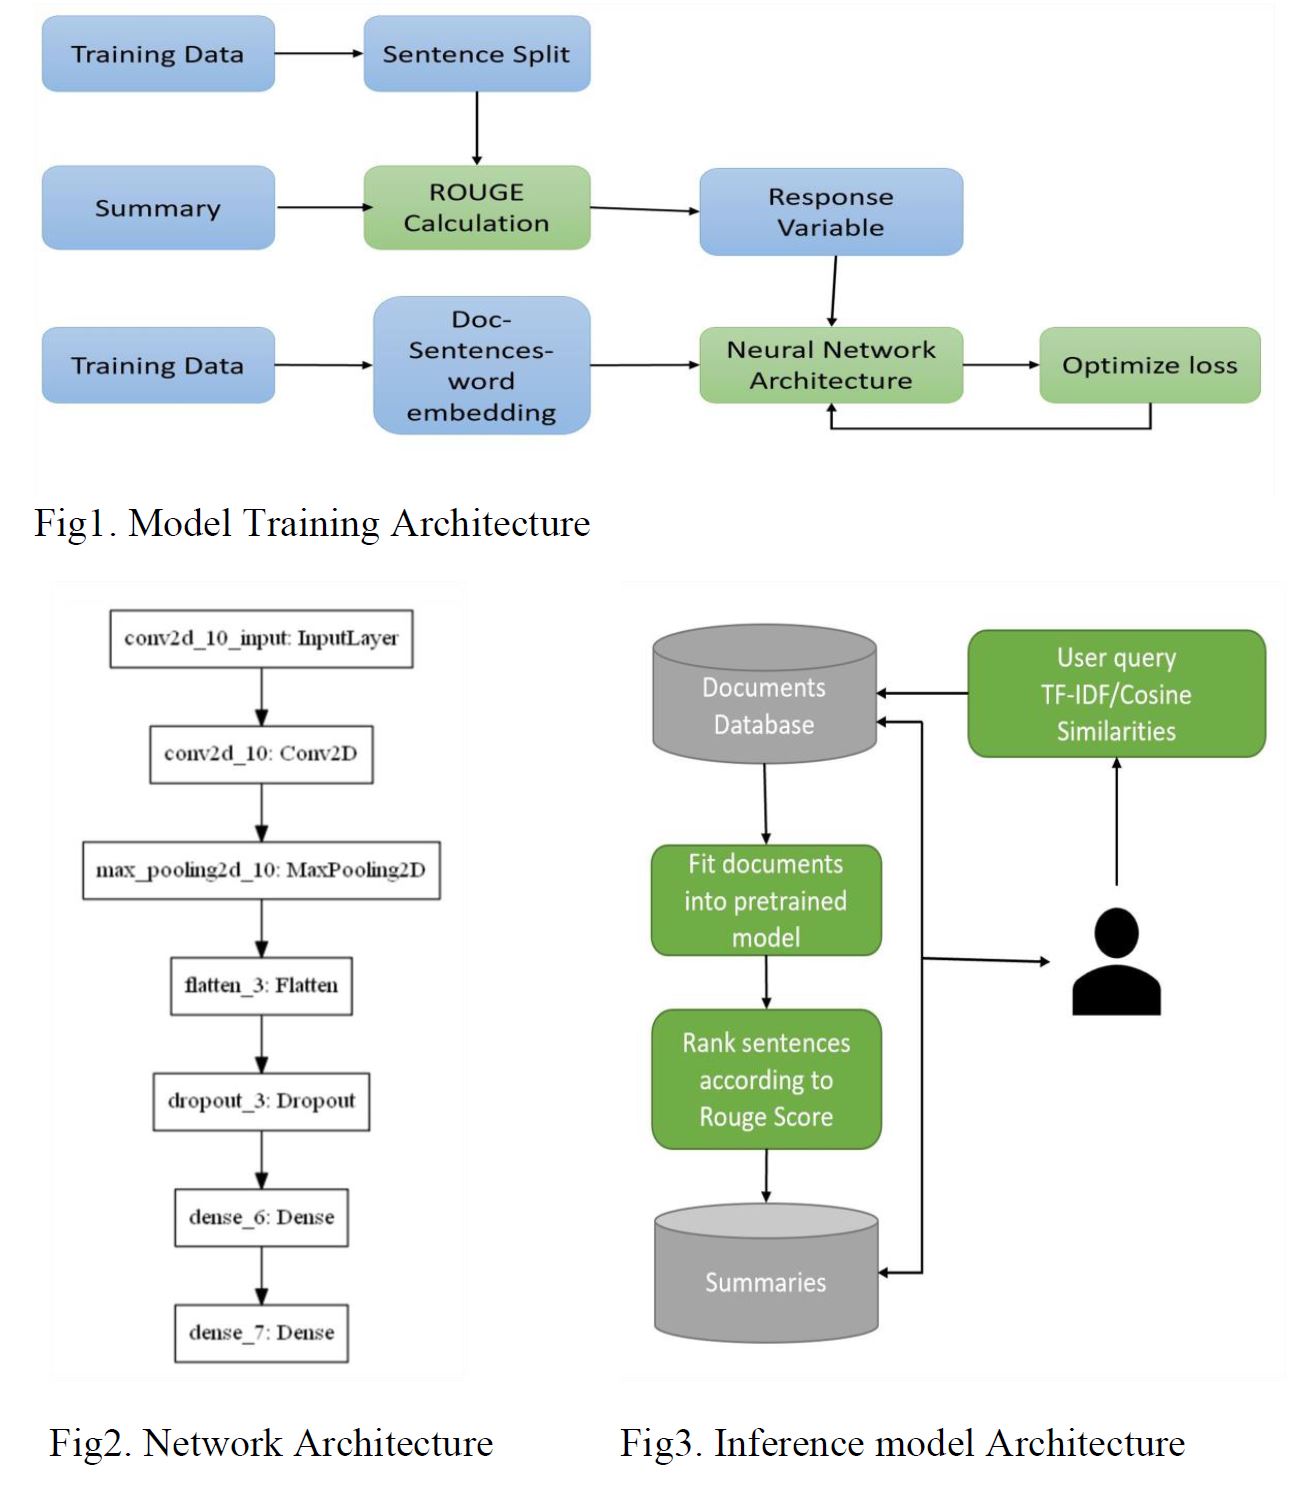 Training Data
Sentence Split
Summary
ROUGE
Calculation
Response
Variable
Training Data
Doc-
Sentences-
word
embedding
Neural Network
Architecture
Optimize loss
Fig1. Model Training Architecture
conv2d_10_input: InputLayer
conv2d_10: Conv2D
max_pooling2d_10: MaxPooling2D
flatten_3: Flatten
dropout_3: Dropout
dense_6: Dense
dense_7: Dense
Fig2. Network Architecture
Documents
Database
User query
TF-IDF/Cosine
Similarities
Fit documents
into pretrained
model
Rank sentences
according to
Rouge Score
Summaries
Fig3. Inference model Architecture